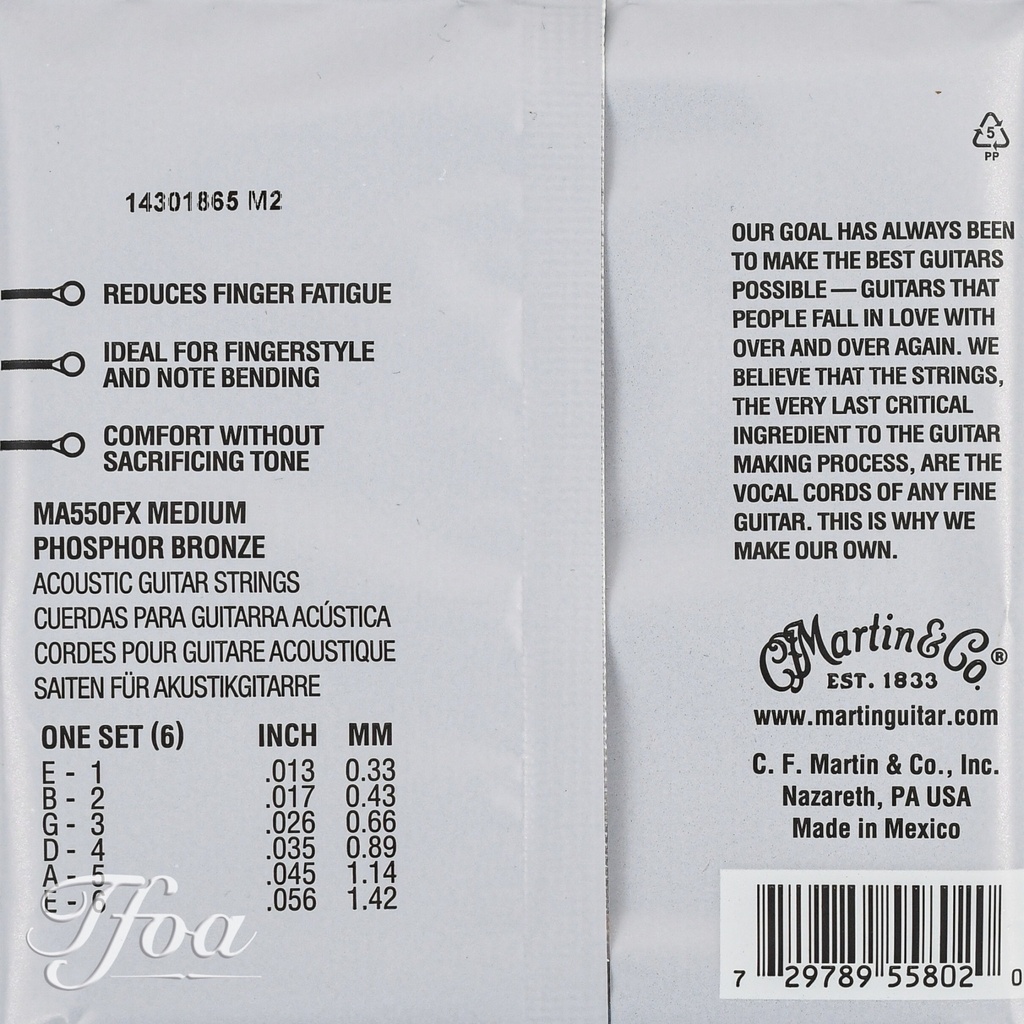 14301865 M2
REDUCES FINGER FATIGUE
IDEAL FOR FINGERSTYLE
AND NOTE BENDING
COMFORT WITHOUT
SACRIFICING TONE
MA550FX MEDIUM
PHOSPHOR BRONZE
ACOUSTIC GUITAR STRINGS
CUERDAS PARA GUITARRA ACÚSTICA
CORDES POUR GUITARE ACOUSTIQUE
SAITEN FÜR AKUSTIKGITARRE
ONE SET (6) INCH MM
E - 1 .013 0.33
B - 2 .017 0.43
G - 3 .026 0.66
D - 4 .035 0.89
A - 5 .045 1.14
E - 6 .056 1.42
Tfoa
5
PP
OUR GOAL HAS ALWAYS BEEN
TO MAKE THE BEST GUITARS
POSSIBLE — GUITARS THAT
PEOPLE FALL IN LOVE WITH
OVER AND OVER AGAIN. WE
BELIEVE THAT THE STRINGS,
THE VERY LAST CRITICAL
INGREDIENT TO THE GUITAR
MAKING PROCESS, ARE THE
VOCAL CORDS OF ANY FINE
GUITAR. THIS IS WHY WE
MAKE OUR OWN.
CF Martin & Co.®
EST. 1833
www.martinguitar.com
C. F. Martin & Co., Inc.
Nazareth, PA USA
Made in Mexico
7 29789 55802 0